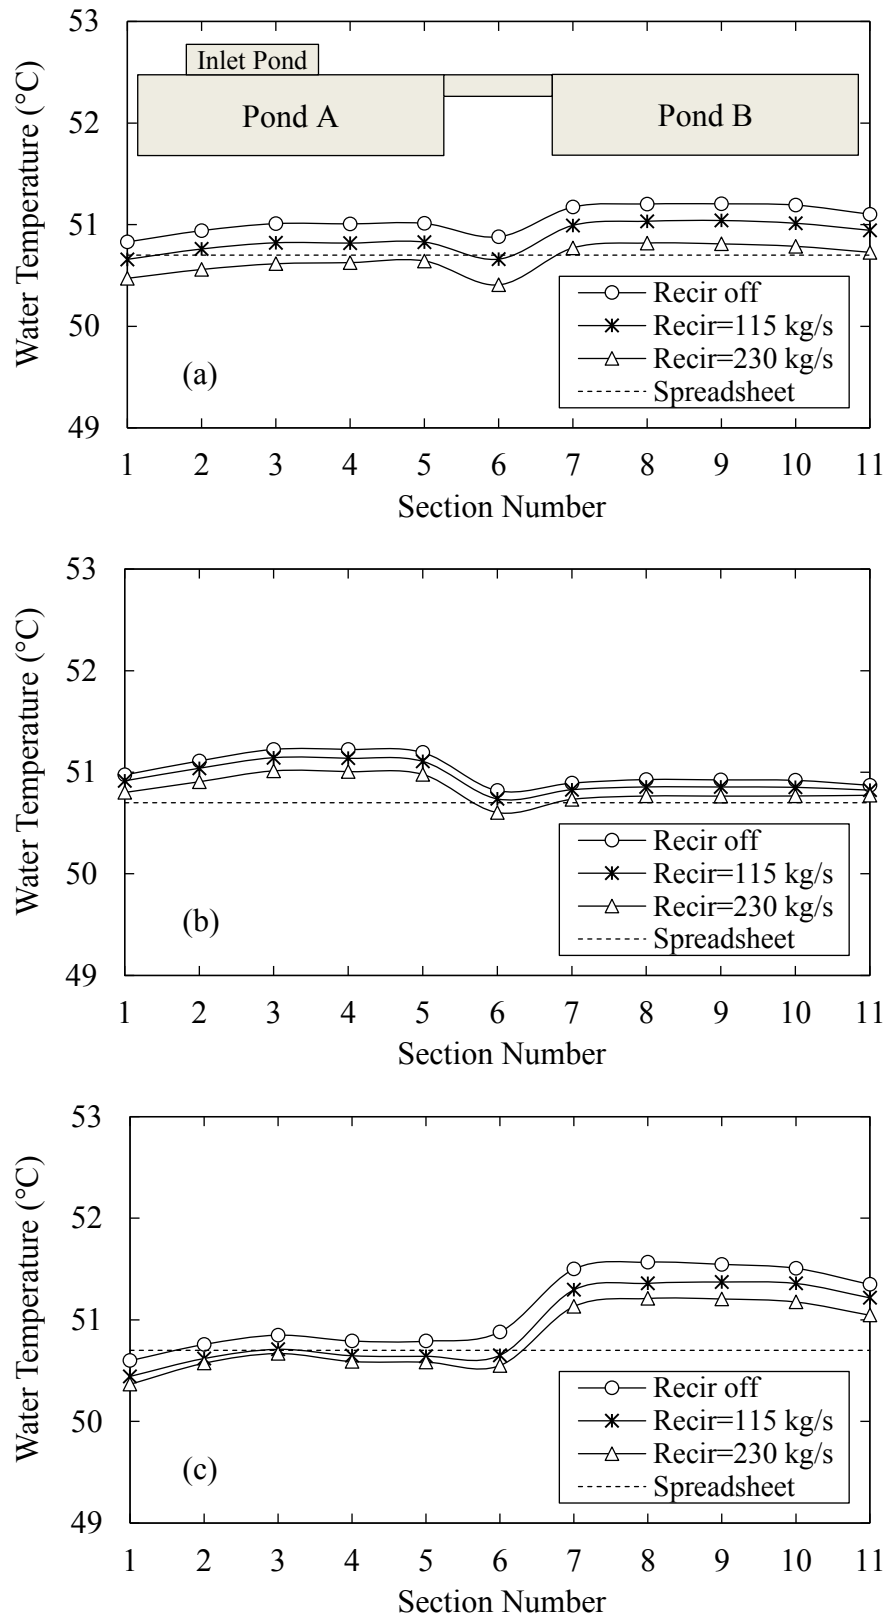 53
Inlet Pond
52
Pond A
Pond B
51
50
49
Water Temperature (°C)
Recir off
Recir=115 kg/s
Recir=230 kg/s
Spreadsheet
(a)
1 2 3 4 5 6 7 8 9 10 11
Section Number
53
52
51
50
49
Water Temperature (°C)
Recir off
Recir=115 kg/s
Recir=230 kg/s
Spreadsheet
(b)
1 2 3 4 5 6 7 8 9 10 11
Section Number
53
52
51
50
49
Water Temperature (°C)
Recir off
Recir=115 kg/s
Recir=230 kg/s
Spreadsheet
(c)
1 2 3 4 5 6 7 8 9 10 11
Section Number